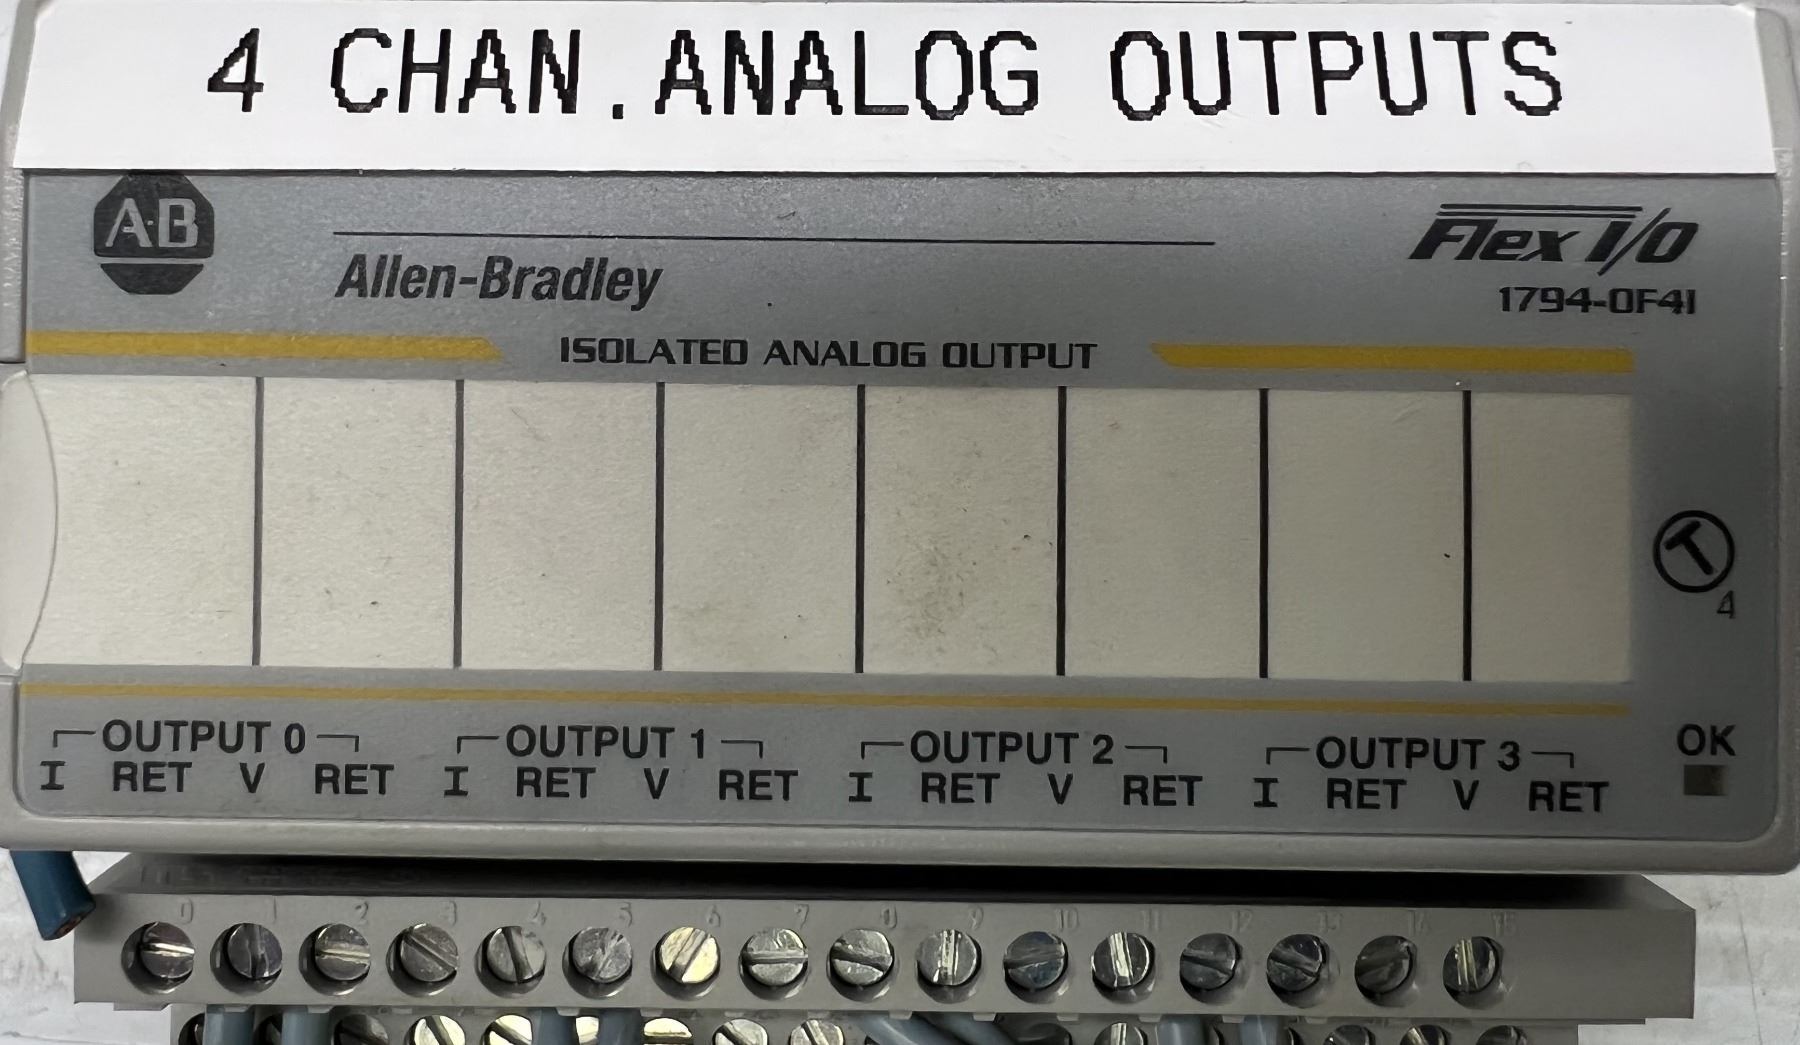 4 CHAN.ANALOG OUTPUTS
A·B
Allen-Bradley
Flex I/O
1794-OF4I
ISOLATED ANALOG OUTPUT
T
4
OUTPUT 0 OUTPUT 1 OUTPUT 2 OUTPUT 3 OK
I RET V RET I RET V RET I RET V RET I RET V RET
0 1 2 3 4 5 6 7 8 9 10 11 12 13 14 15